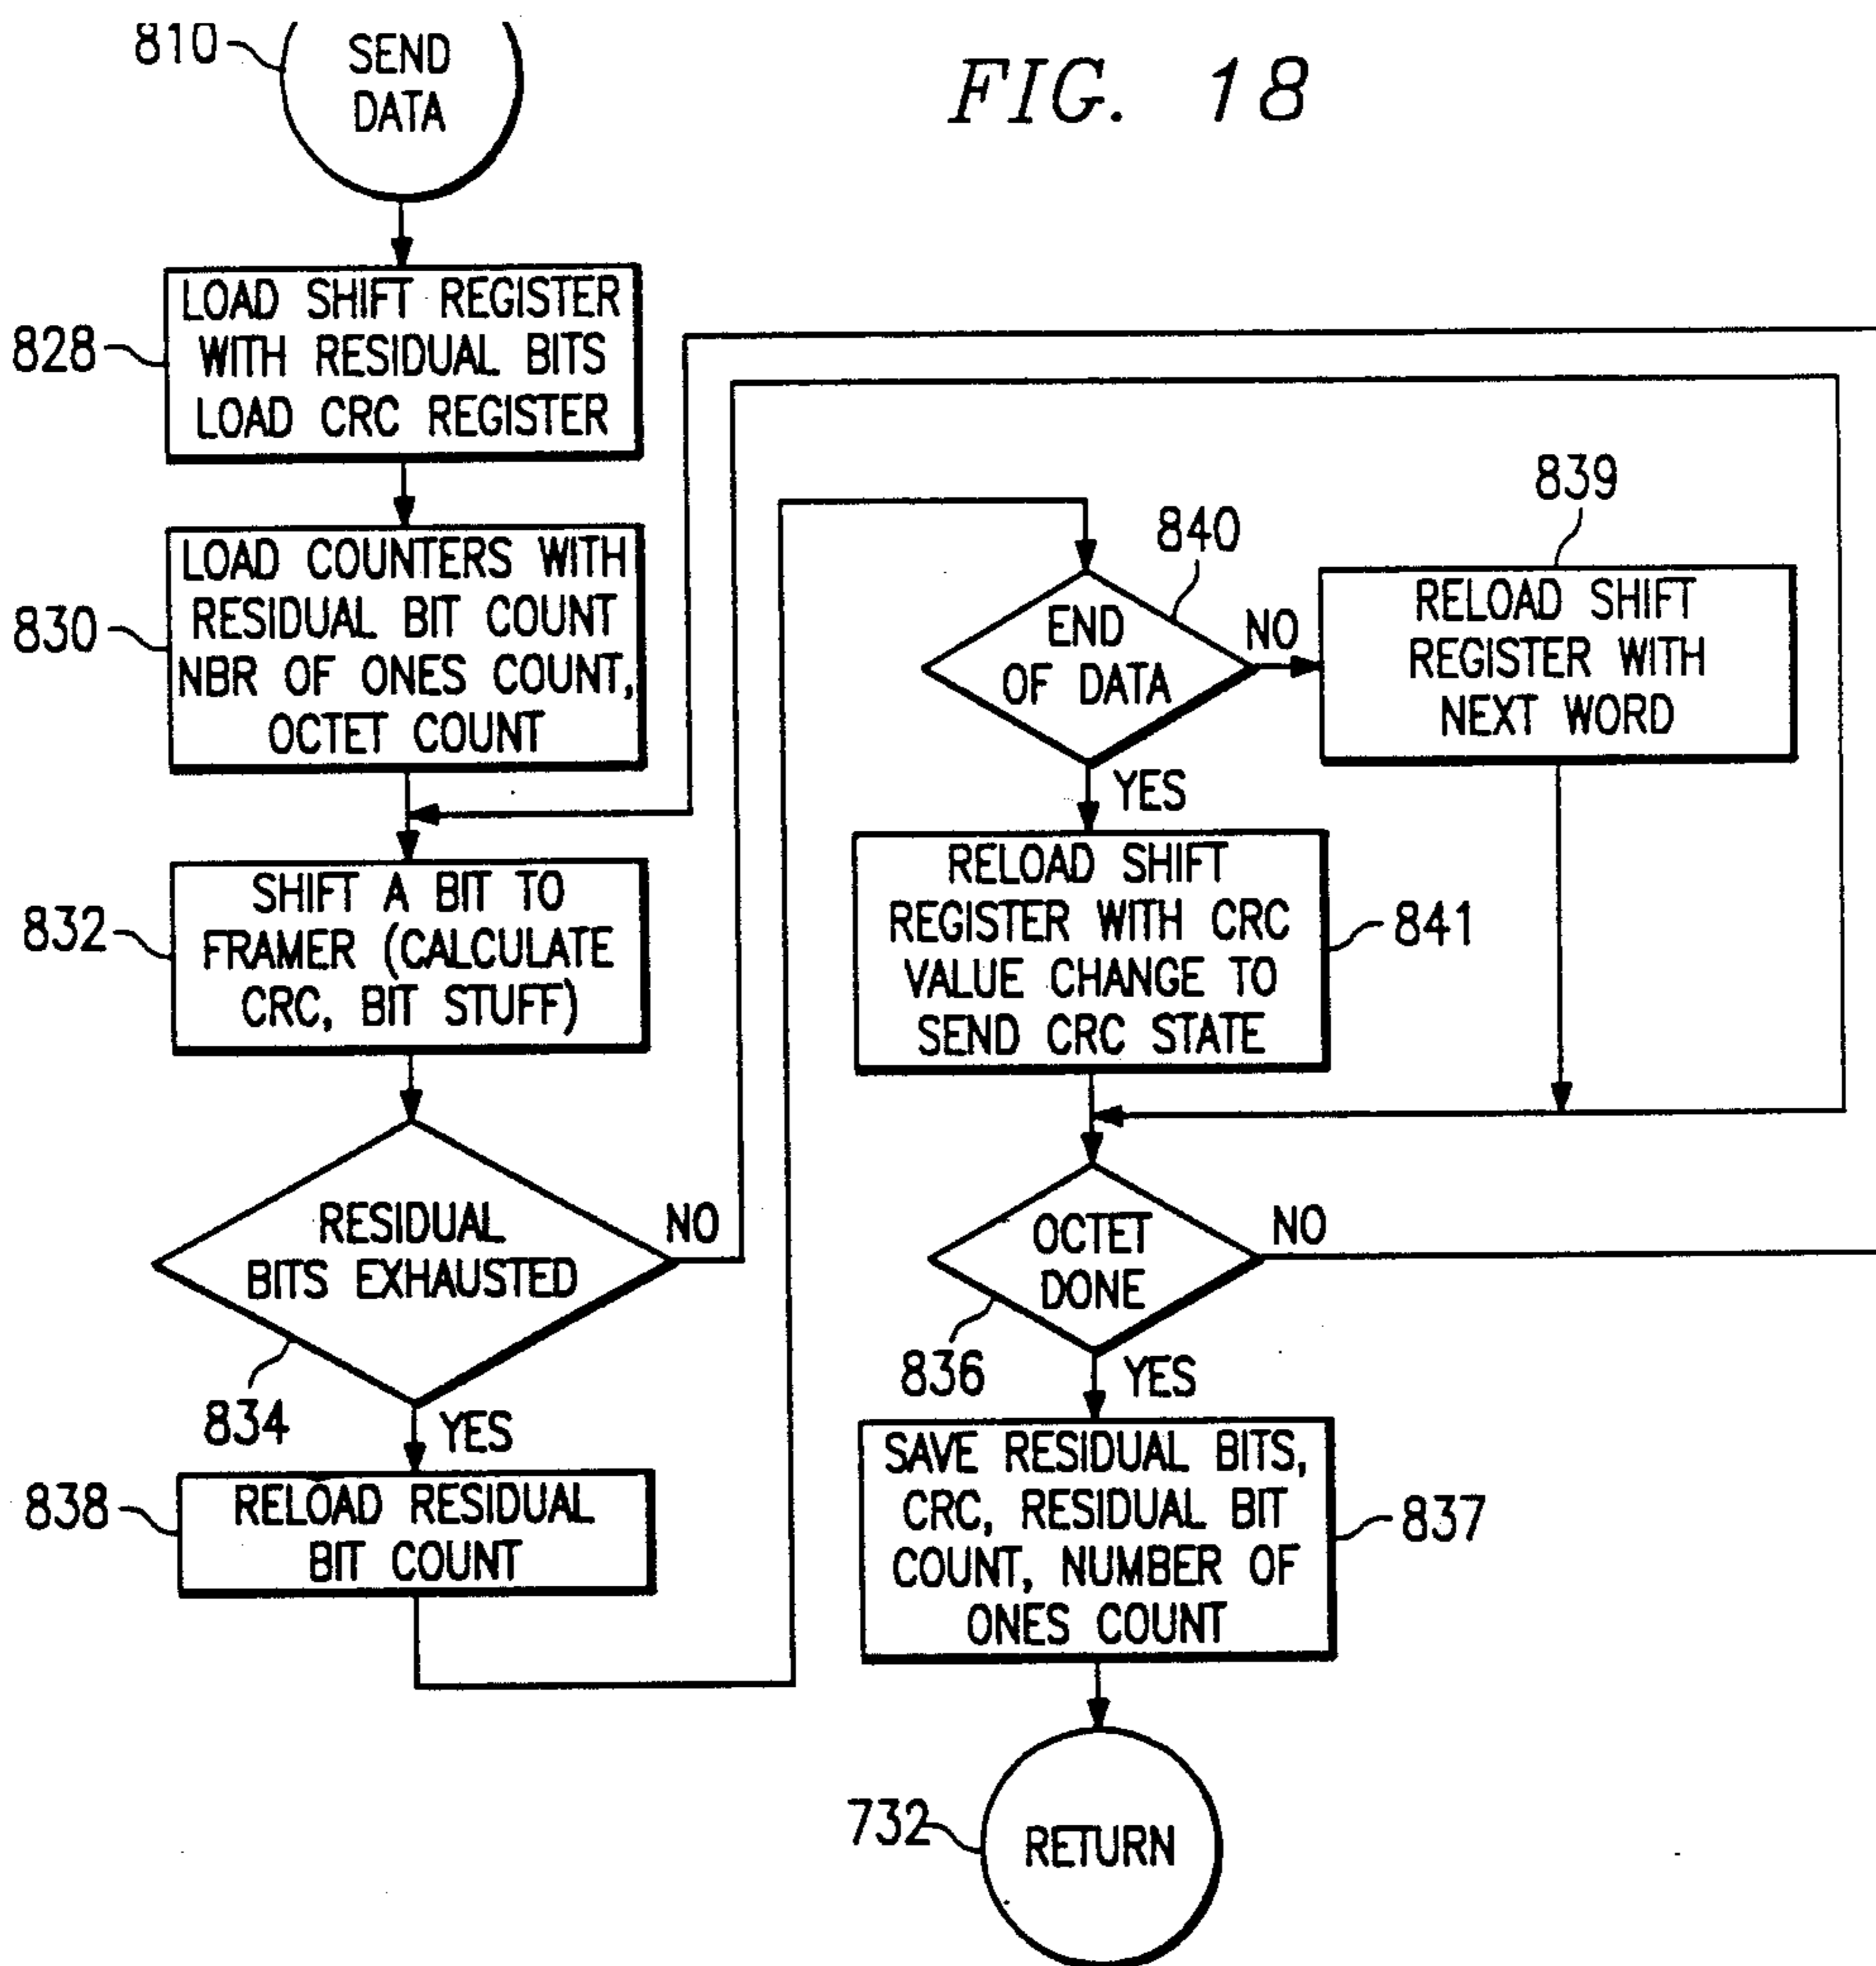 810
SEND
DATA
FIG. 18
828
LOAD SHIFT REGISTER
WITH RESIDUAL BITS
LOAD CRC REGISTER
830
LOAD COUNTERS WITH
RESIDUAL BIT COUNT
NBR OF ONES COUNT,
OCTET COUNT
832
SHIFT A BIT TO
FRAMER (CALCULATE
CRC, BIT STUFF)
RESIDUAL
BITS EXHAUSTED
NO
834
YES
838
RELOAD RESIDUAL
BIT COUNT
840
END
OF DATA
NO
839
RELOAD SHIFT
REGISTER WITH
NEXT WORD
YES
RELOAD SHIFT
REGISTER WITH CRC
VALUE CHANGE TO
SEND CRC STATE
841
OCTET
DONE
NO
836
YES
SAVE RESIDUAL BITS,
CRC, RESIDUAL BIT
COUNT, NUMBER OF
ONES COUNT
837
732
RETURN